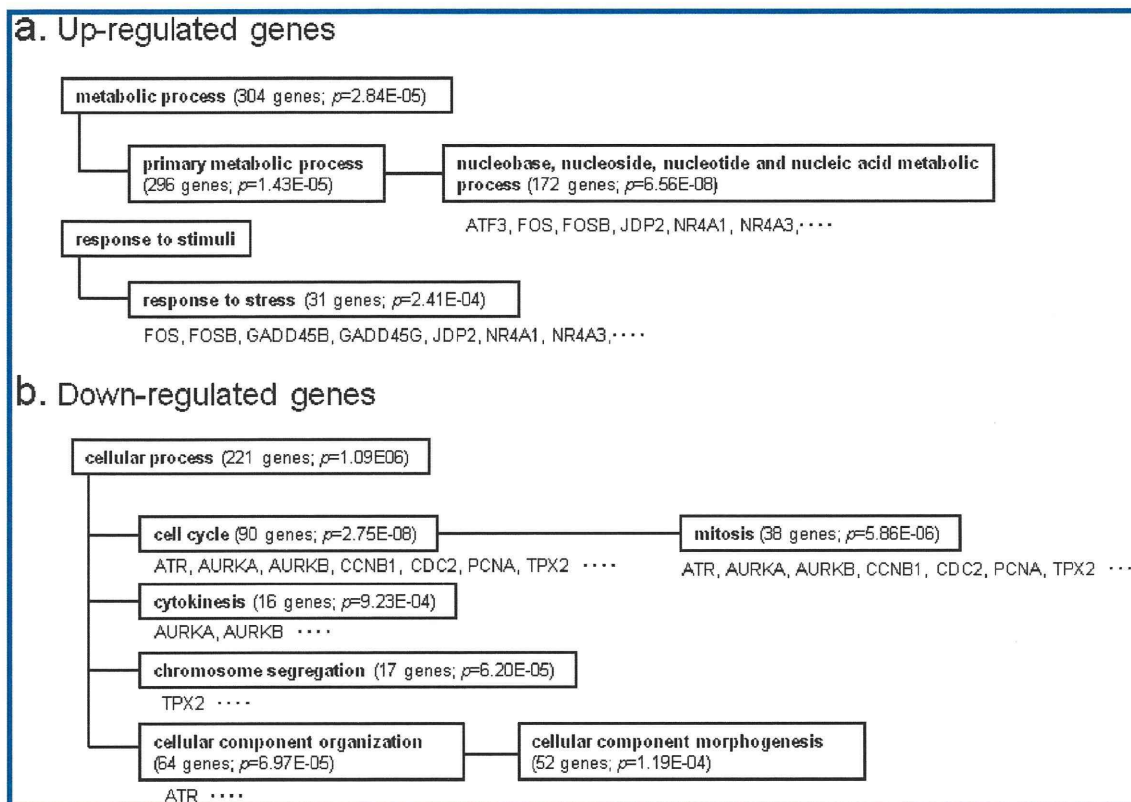 a. Up-regulated genes
metabolic process (304 genes; p=2.84E-05)
primary metabolic process
(296 genes; p=1.43E-05)
nucleobase, nucleoside, nucleotide and nucleic acid metabolic
process (172 genes; p=6.56E-08)
ATF3, FOS, FOSB, JDP2, NR4A1, NR4A3,····
response to stimuli
response to stress (31 genes; p=2.41E-04)
FOS, FOSB, GADD45B, GADD45G, JDP2, NR4A1, NR4A3,····
b. Down-regulated genes
cellular process (221 genes; p=1.09E06)
cell cycle (90 genes; p=2.75E-08)
mitosis (38 genes; p=5.86E-06)
ATR, AURKA, AURKB, CCNB1, CDC2, PCNA, TPX2 ····
ATR, AURKA, AURKB, CCNB1, CDC2, PCNA, TPX2 ····
cytokinesis (16 genes; p=9.23E-04)
AURKA, AURKB ····
chromosome segregation (17 genes; p=6.20E-05)
TPX2 ····
cellular component organization
(64 genes; p=6.97E-05)
cellular component morphogenesis
(52 genes; p=1.19E-04)
ATR ····